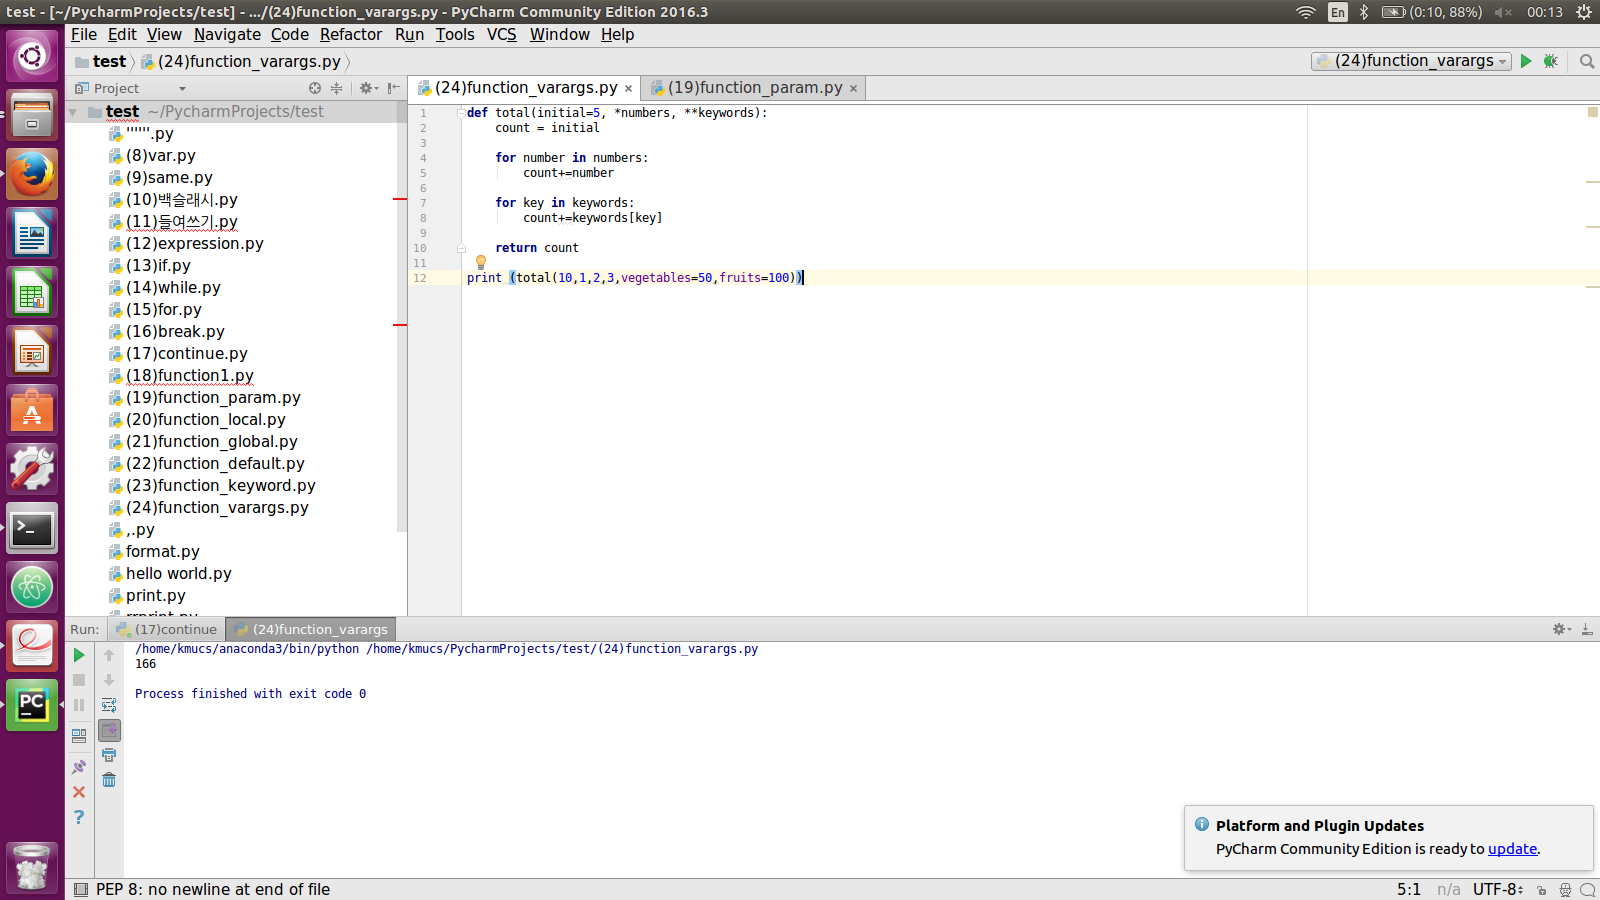 test - [~/PycharmProjects/test] - .../(24)function_varargs.py - PyCharm Community Edition 2016.3
En
(0:10, 88%)
00:13
File Edit View Navigate Code Refactor Run Tools VCS Window Help
test
(24)function_varargs.py
(24)function_varargs
Project
(24)function_varargs.py ×
(19)function_param.py ×
test ~/PycharmProjects/test
"""".py
(8)var.py
(9)same.py
(10)백슬래시.py
(11)들여쓰기.py
(12)expression.py
(13)if.py
(14)while.py
(15)for.py
(16)break.py
(17)continue.py
(18)function1.py
(19)function_param.py
(20)function_local.py
(21)function_global.py
(22)function_default.py
(23)function_keyword.py
(24)function_varargs.py
,.py
format.py
hello world.py
print.py
1 def total(initial=5, *numbers, **keywords):
2     count = initial
3
4     for number in numbers:
5         count+=number
6
7     for key in keywords:
8         count+=keywords[key]
9
10     return count
11
12 print (total(10,1,2,3,vegetables=50,fruits=100))
Run:
(17)continue
(24)function_varargs
/home/kmucs/anaconda3/bin/python /home/kmucs/PycharmProjects/test/(24)function_varargs.py
166
Process finished with exit code 0
PC
?
Platform and Plugin Updates
PyCharm Community Edition is ready to update.
PEP 8: no newline at end of file
5:1
n/a
UTF-8